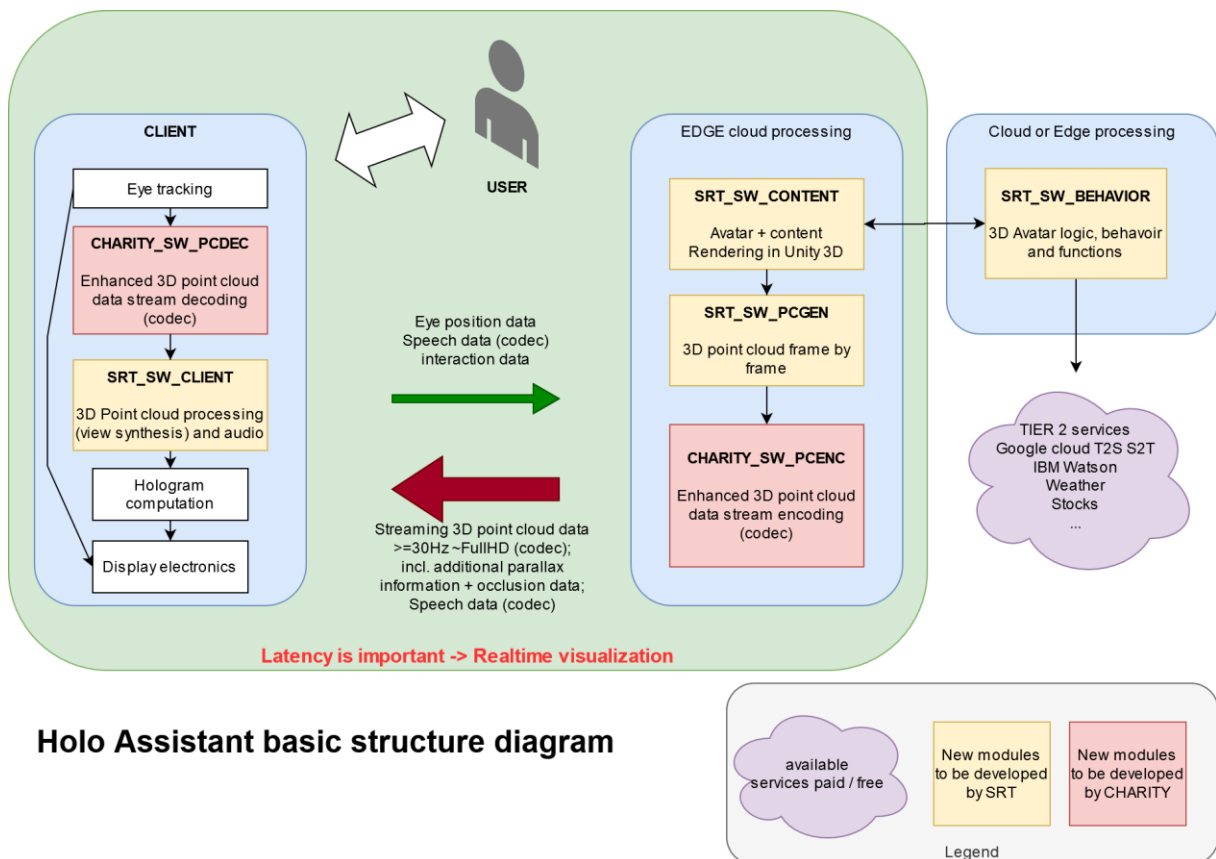 CLIENT
Eye tracking
CHARITY_SW_PCDEC
Enhanced 3D point cloud
data stream decoding
(codec)
SRT_SW_CLIENT
3D Point cloud processing
(view synthesis) and audio
Hologram
computation
Display electronics
USER
Eye position data
Speech data (codec)
interaction data
Streaming 3D point cloud data
>=30Hz ~FullHD (codec);
incl. additional parallax
information + occlusion data;
Speech data (codec)
EDGE cloud processing
SRT_SW_CONTENT
Avatar + content
Rendering in Unity 3D
SRT_SW_PCGEN
3D point cloud frame by
frame
CHARITY_SW_PCENC
Enhanced 3D point cloud
data stream encoding
(codec)
Cloud or Edge processing
SRT_SW_BEHAVIOR
3D Avatar logic, behavoir
and functions
TIER 2 services
Google cloud T2S S2T
IBM Watson
Weather
Stocks
...
Latency is important -> Realtime visualization
Holo Assistant basic structure diagram
available
services paid / free
New modules
to be developed
by SRT
New modules
to be developed
by CHARITY
Legend